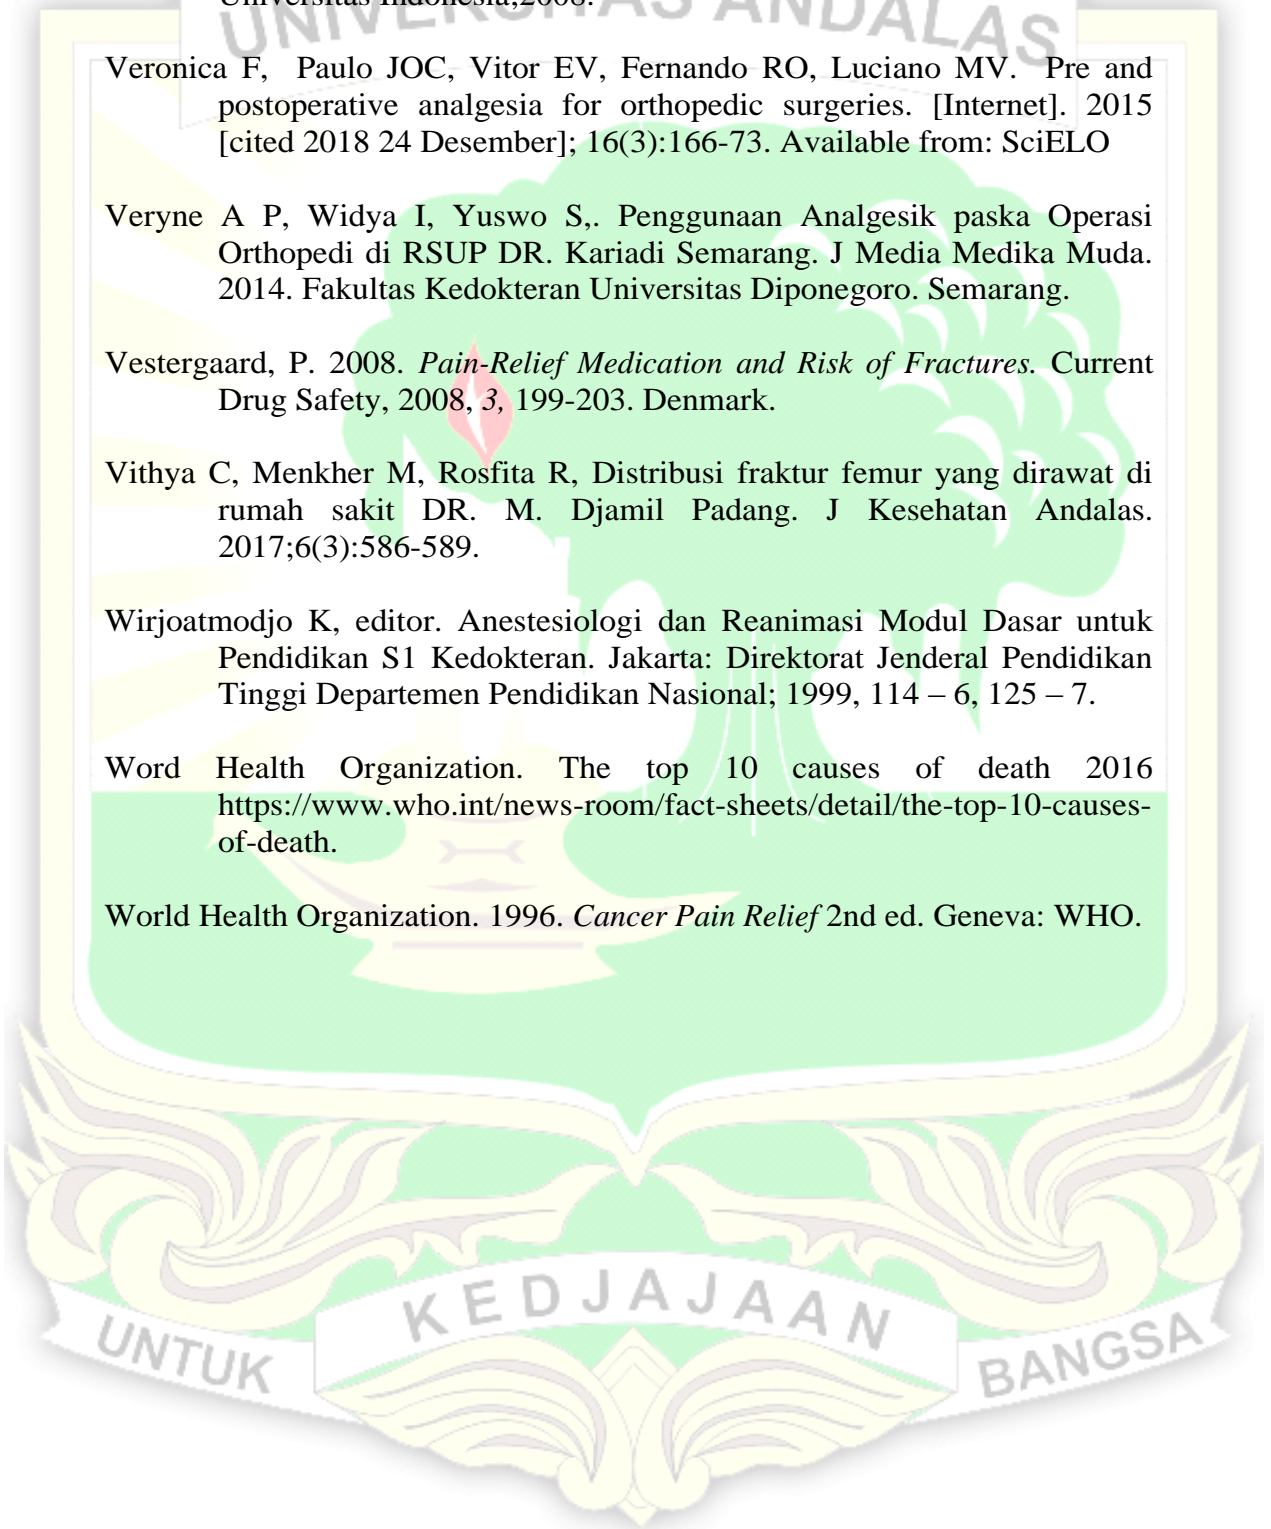 Universitas Indonesia;2008.
UNIVERSITAS ANDALAS
Veronica F, Paulo JOC, Vitor EV, Fernando RO, Luciano MV. Pre and
postoperative analgesia for orthopedic surgeries. [Internet]. 2015
[cited 2018 24 Desember]; 16(3):166-73. Available from: SciELO
Veryne A P, Widya I, Yuswo S,. Penggunaan Analgesik paska Operasi
Orthopedi di RSUP DR. Kariadi Semarang. J Media Medika Muda.
2014. Fakultas Kedokteran Universitas Diponegoro. Semarang.
Vestergaard, P. 2008. Pain-Relief Medication and Risk of Fractures. Current
Drug Safety, 2008, 3, 199-203. Denmark.
Vithya C, Menkher M, Rosfita R, Distribusi fraktur femur yang dirawat di
rumah sakit DR. M. Djamil Padang. J Kesehatan Andalas.
2017;6(3):586-589.
Wirjoatmodjo K, editor. Anestesiologi dan Reanimasi Modul Dasar untuk
Pendidikan S1 Kedokteran. Jakarta: Direktorat Jenderal Pendidikan
Tinggi Departemen Pendidikan Nasional; 1999, 114 – 6, 125 – 7.
Word Health Organization. The top 10 causes of death 2016
https://www.who.int/news-room/fact-sheets/detail/the-top-10-causes-
of-death.
World Health Organization. 1996. Cancer Pain Relief 2nd ed. Geneva: WHO.
UNTUK KEDJAJAAN BANGSA